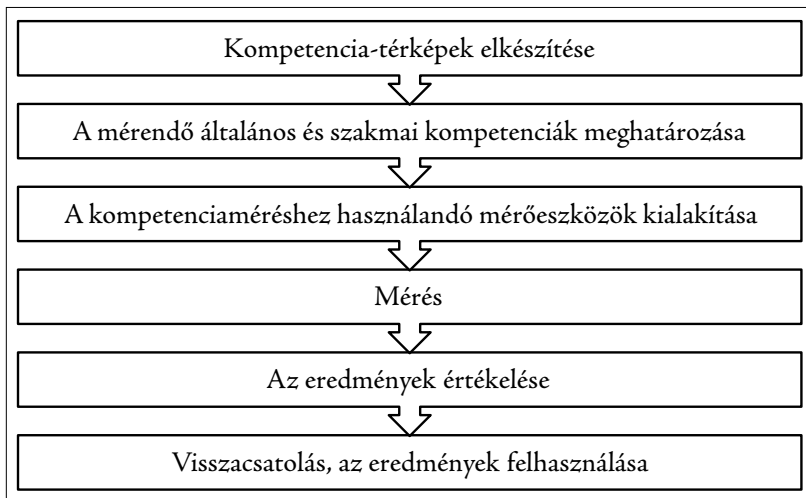 Kompetencia-térképek elkészítése
A mérendő általános és szakmai kompetenciák meghatározása
A kompetenciaméréshez használandó mérőeszközök kialakítása
Mérés
Az eredmények értékelése
Visszacsatolás, az eredmények felhasználása